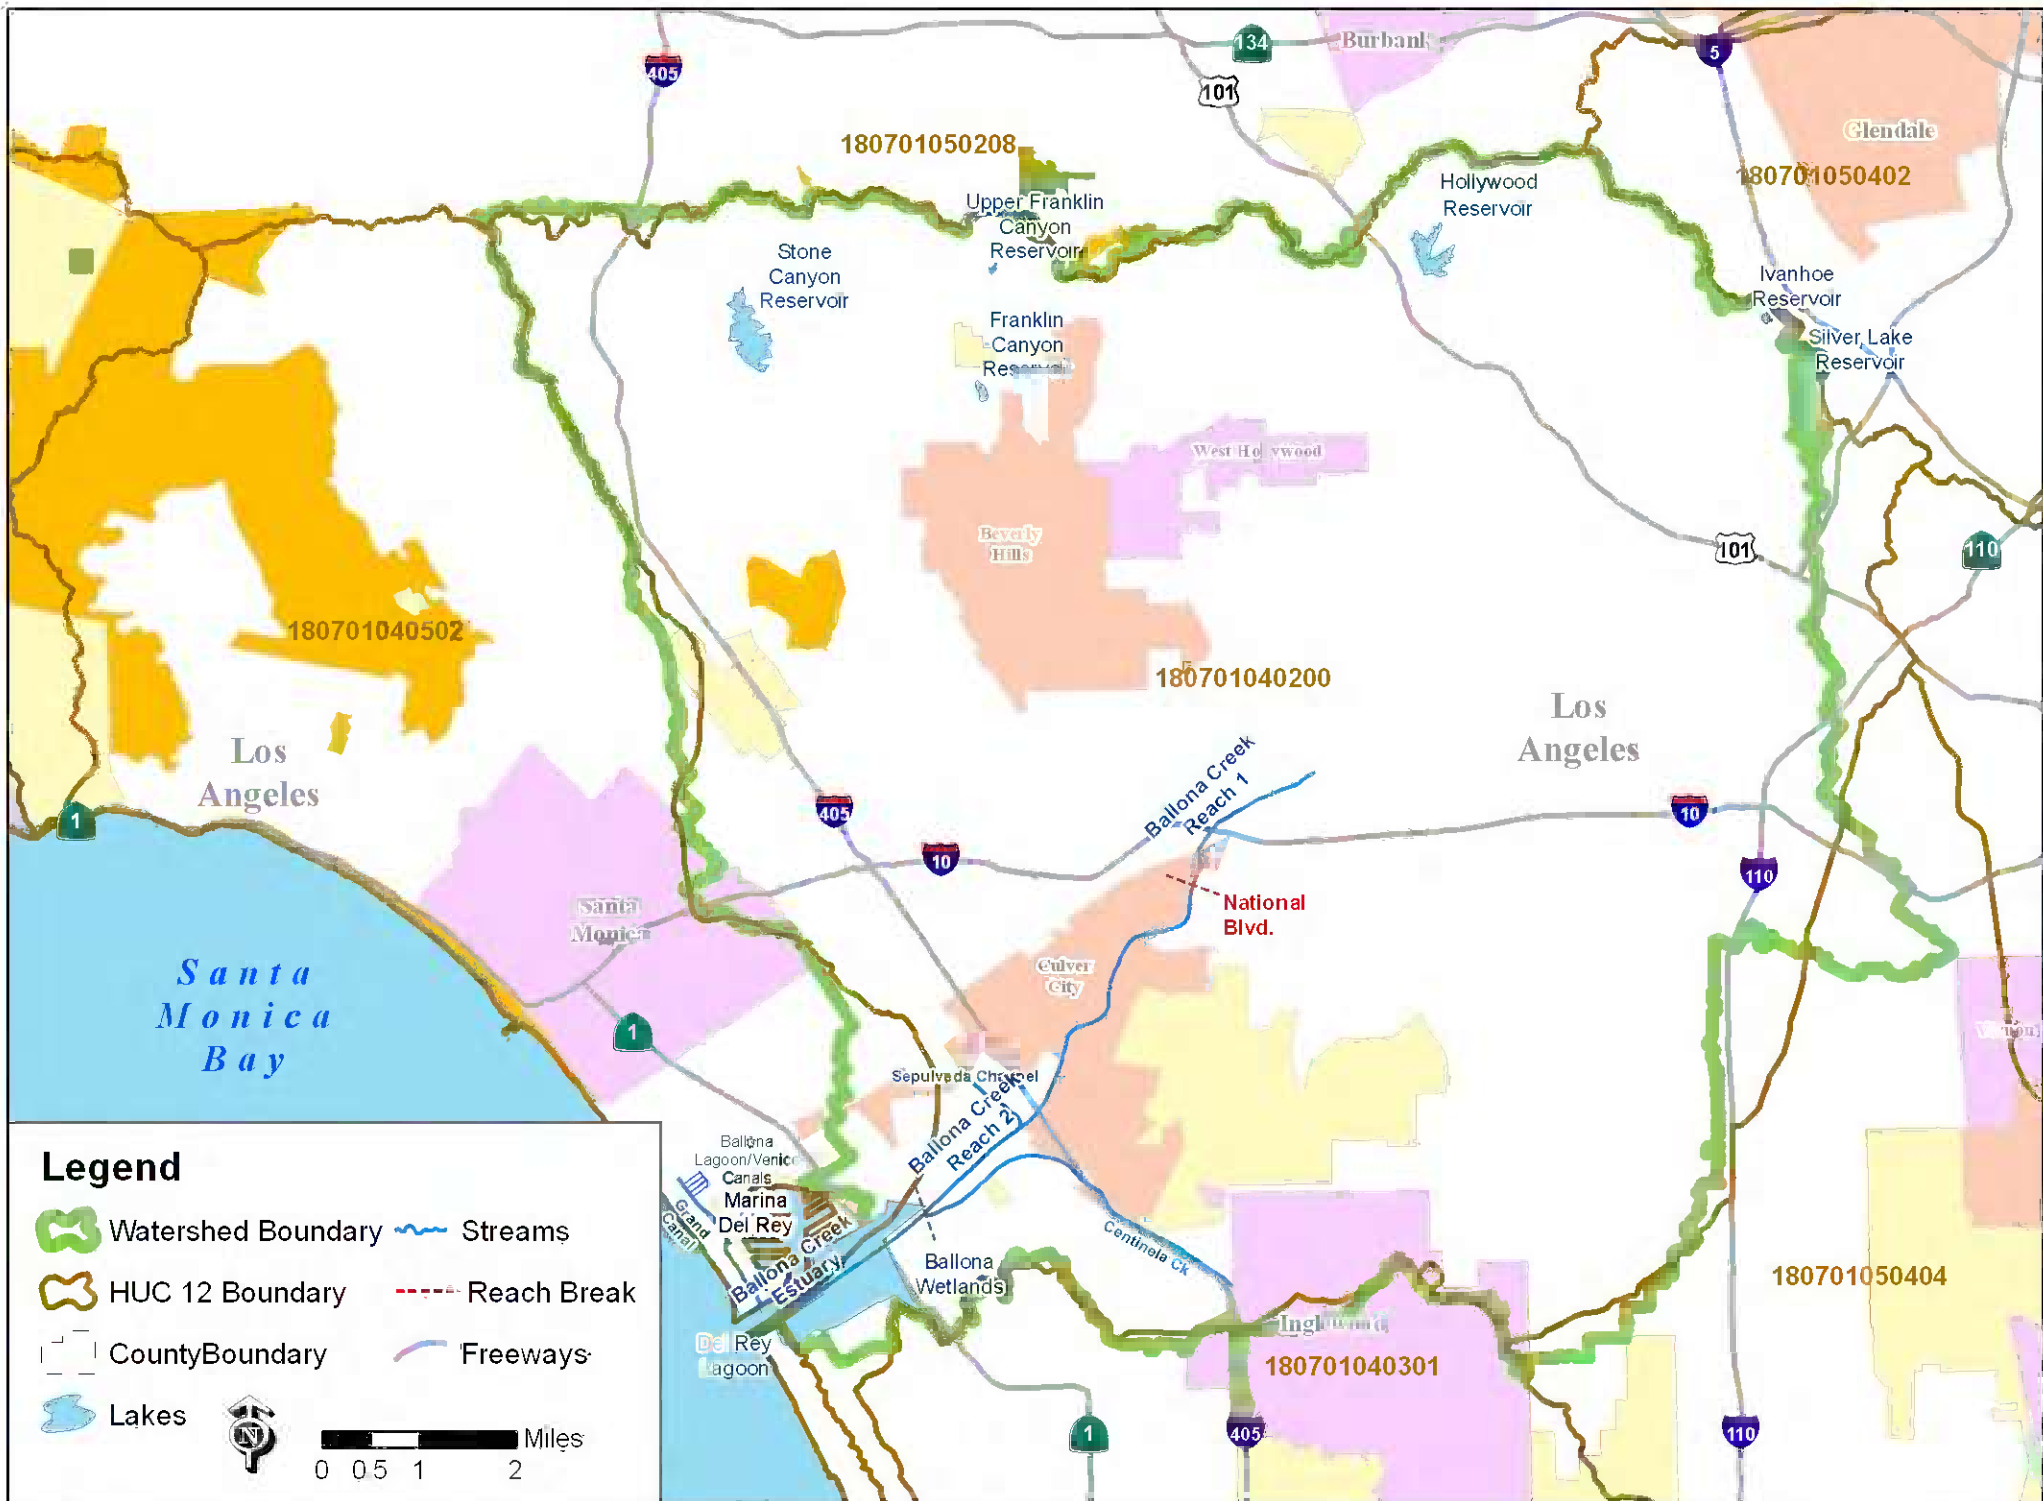 405
134
Burbank
5
101
Glendale
180701050208
180701050402
Hollywood
Reservoir
Upper Franklin
Canyon
Reservoir
Stone
Canyon
Reservoir
Ivanhoe
Reservoir
Franklin
Canyon
Silver Lake
Reservoir
West
Beverly
Hills
101
110
180701040502
180701040200
Los
Angeles
Los
Angeles
Ballona Creek
Reach 1
1
405
10
10
110
National
Blvd.
Santa
Monica
Culver
City
Santa
Monica
Bay
1
Sepulveda
Ballona Creek
Reach 2
Ballona
Lagoon/Venice
Canals
Marina
Del Rey
Grand
Canal
Ballona Creek
Estuary
Ballona
Wetlands
Centinela Ck
Del Rey
Lagoon
180701050404
180701040301
1
405
110
Legend
Watershed Boundary
Streams
HUC 12 Boundary
Reach Break
CountyBoundary
Freeways
Lakes
N
Miles
0 0 5 1 2